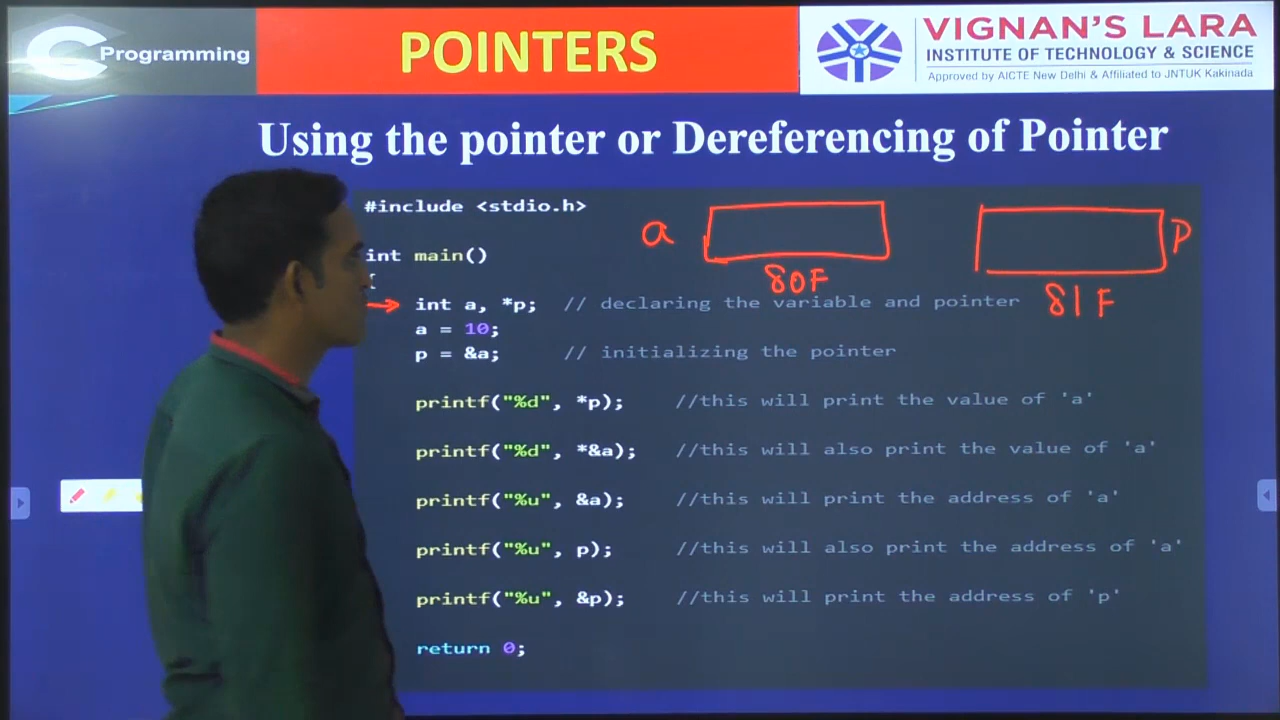 C Programming
POINTERS
VIGNAN'S LARA
INSTITUTE OF TECHNOLOGY & SCIENCE
Approved by AICTE New Delhi & Affiliated to JNTUK Kakinada
Using the pointer or Dereferencing of Pointer
#include <stdio.h>
a
P
int main()
{
80F
81F
int a, *p; // declaring the variable and pointer
a = 10;
p = &a; // initializing the pointer
printf("%d", *p); //this will print the value of 'a'
printf("%d", *&a); //this will also print the value of 'a'
printf("%u", &a); //this will print the address of 'a'
printf("%u", p); //this will also print the address of 'a'
printf("%u", &p); //this will print the address of 'p'
return 0;